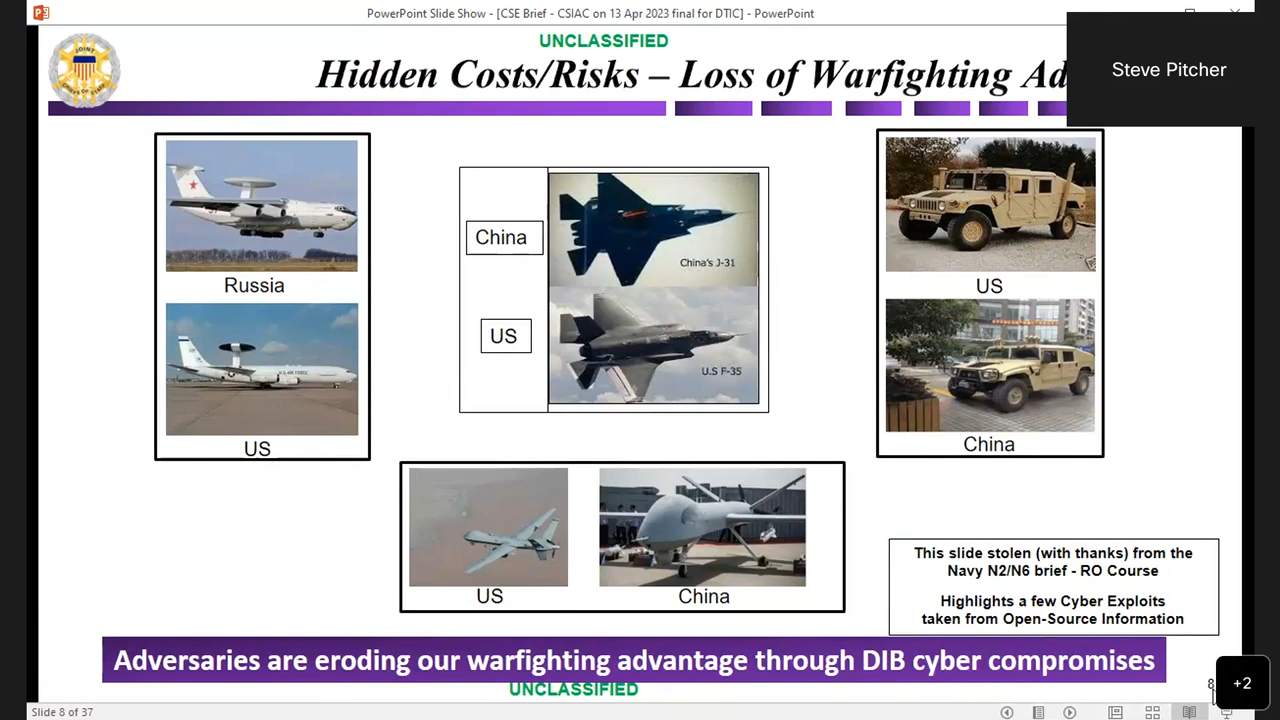 PowerPoint Slide Show - [CSE Brief - CSIAC on 13 Apr 2023 final for DTIC] - PowerPoint
UNCLASSIFIED
Hidden Costs/Risks – Loss of Warfighting Ad
Steve Pitcher
Russia
US
China
China's J-31
US
U.S F-35
US
China
US
China
This slide stolen (with thanks) from the
Navy N2/N6 brief - RO Course
Highlights a few Cyber Exploits
taken from Open-Source Information
Adversaries are eroding our warfighting advantage through DIB cyber compromises
UNCLASSIFIED
8
+2
Slide 8 of 37